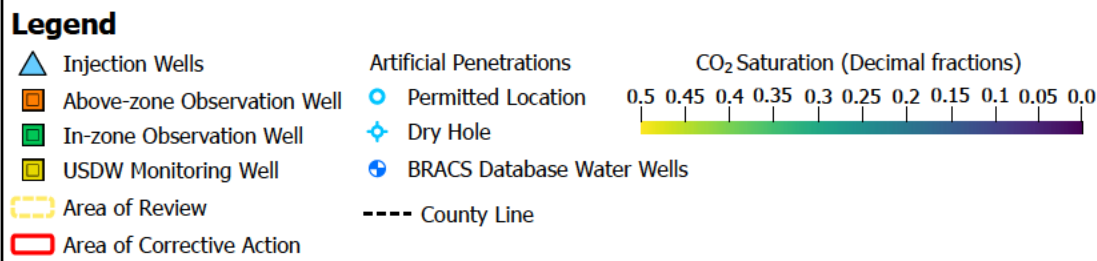 Legend
Injection Wells
Above-zone Observation Well
In-zone Observation Well
USDW Monitoring Well
Area of Review
Area of Corrective Action
Artificial Penetrations
Permitted Location
Dry Hole
BRACS Database Water Wells
County Line
CO₂ Saturation (Decimal fractions)
0.5 0.45 0.4 0.35 0.3 0.25 0.2 0.15 0.1 0.05 0.0